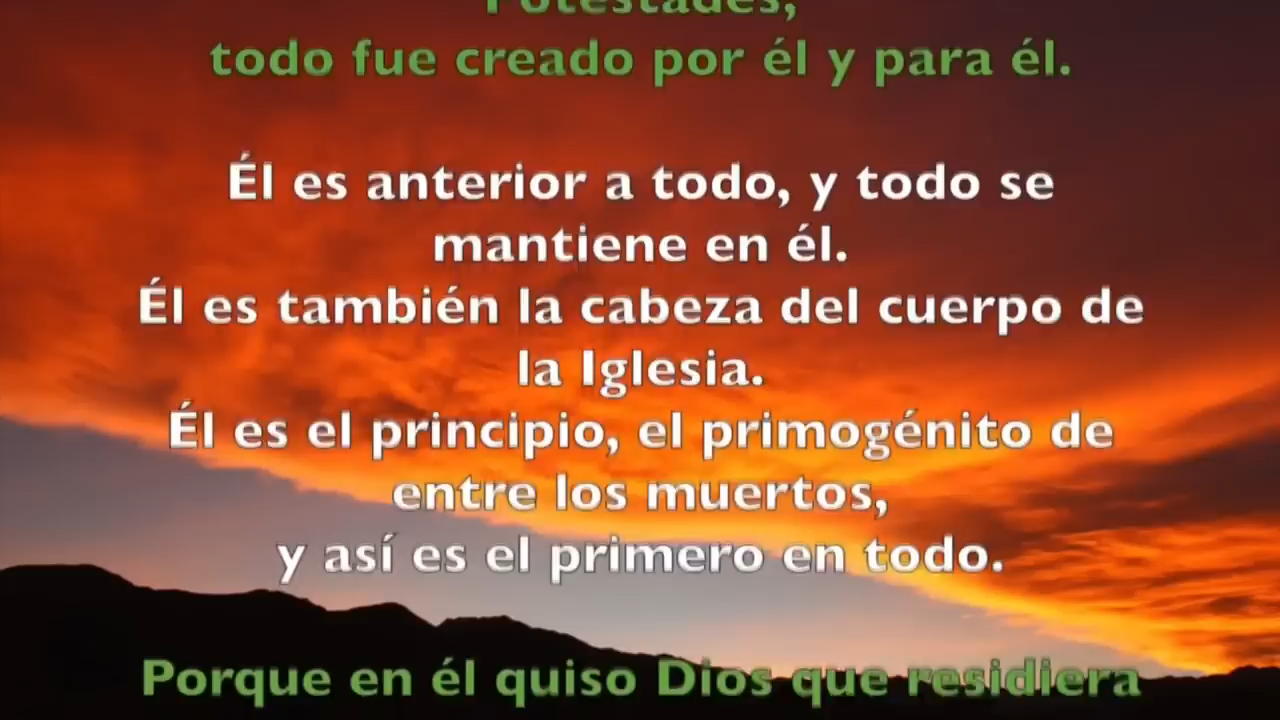 Potestades,
todo fue creado por él y para él.
Él es anterior a todo, y todo se
mantiene en él.
Él es también la cabeza del cuerpo de
la Iglesia.
Él es el principio, el primogénito de
entre los muertos,
y así es el primero en todo.
Porque en él quiso Dios que residiera